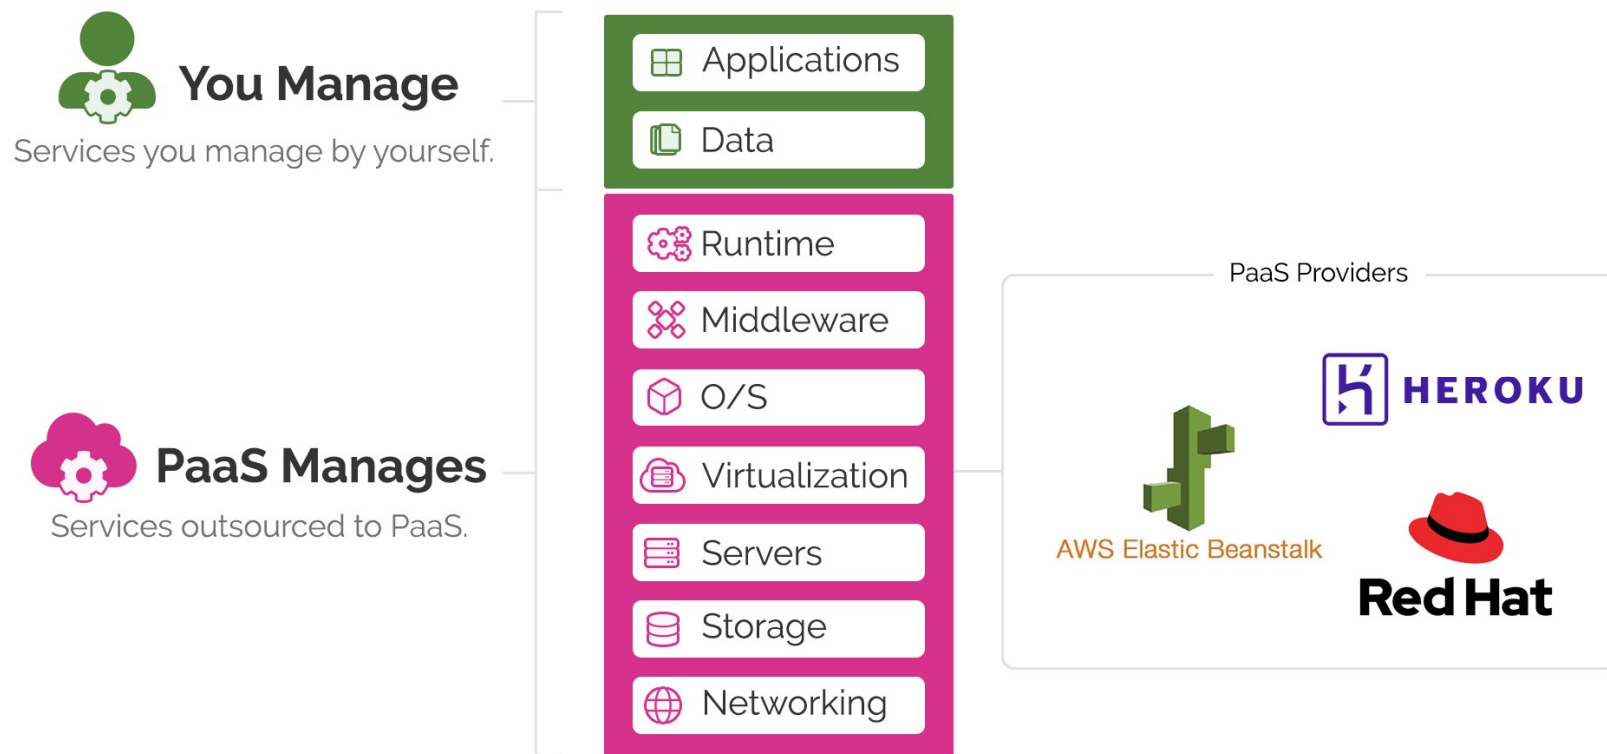 You Manage
Services you manage by yourself.
Applications
Data
PaaS Manages
Services outsourced to PaaS.
Runtime
Middleware
O/S
Virtualization
Servers
Storage
Networking
PaaS Providers
HEROKU
AWS Elastic Beanstalk
Red Hat